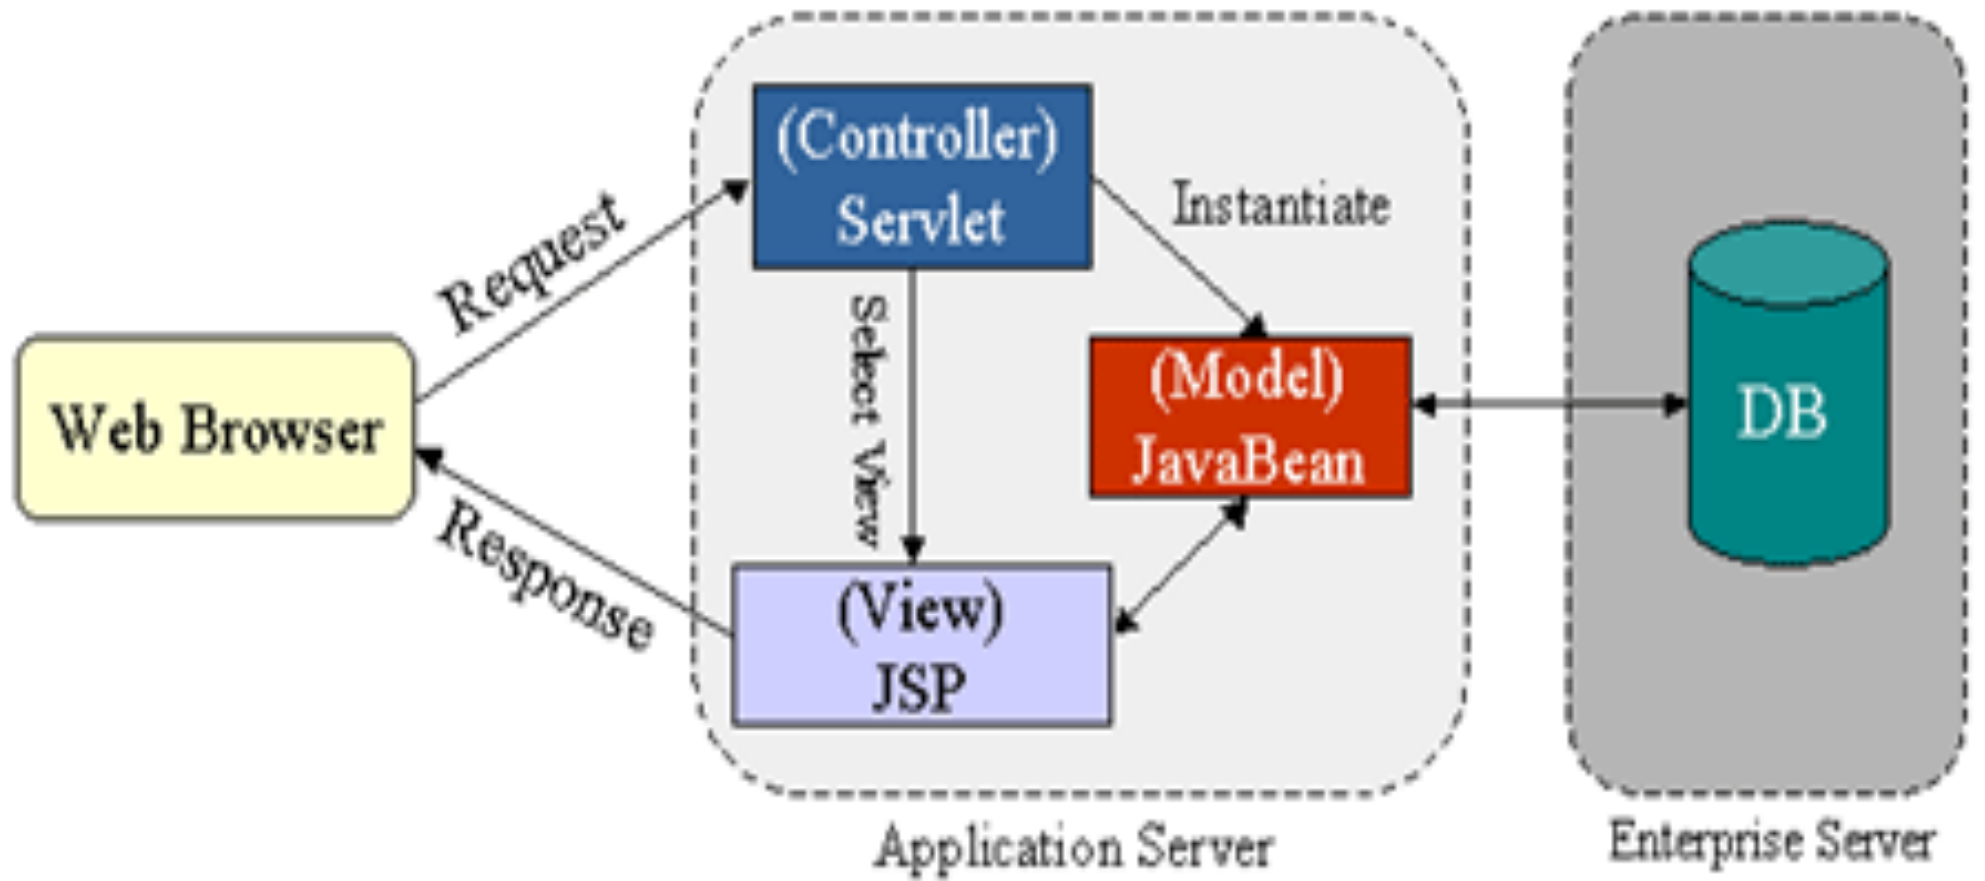 (Controller)
Servlet
Instantiate
Request
Select View
Web Browser
(Model)
JavaBean
DB
Response
(View)
JSP
Application Server
Enterprise Server